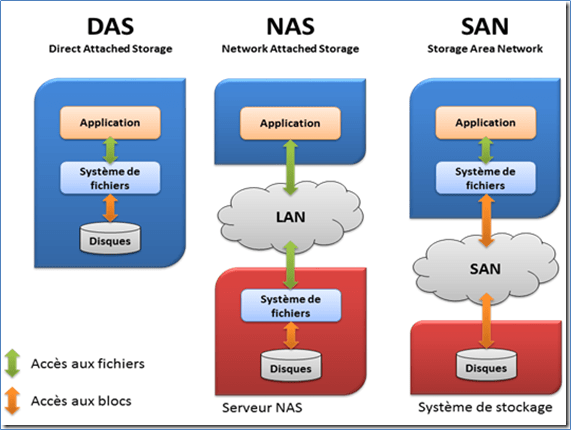 DAS
Direct Attached Storage
Application
Système de
fichiers
Disques
NAS
Network Attached Storage
Application
LAN
Système de
fichiers
Disques
Serveur NAS
SAN
Storage Area Network
Application
Système de
fichiers
SAN
Disques
Système de stockage
Accès aux fichiers
Accès aux blocs